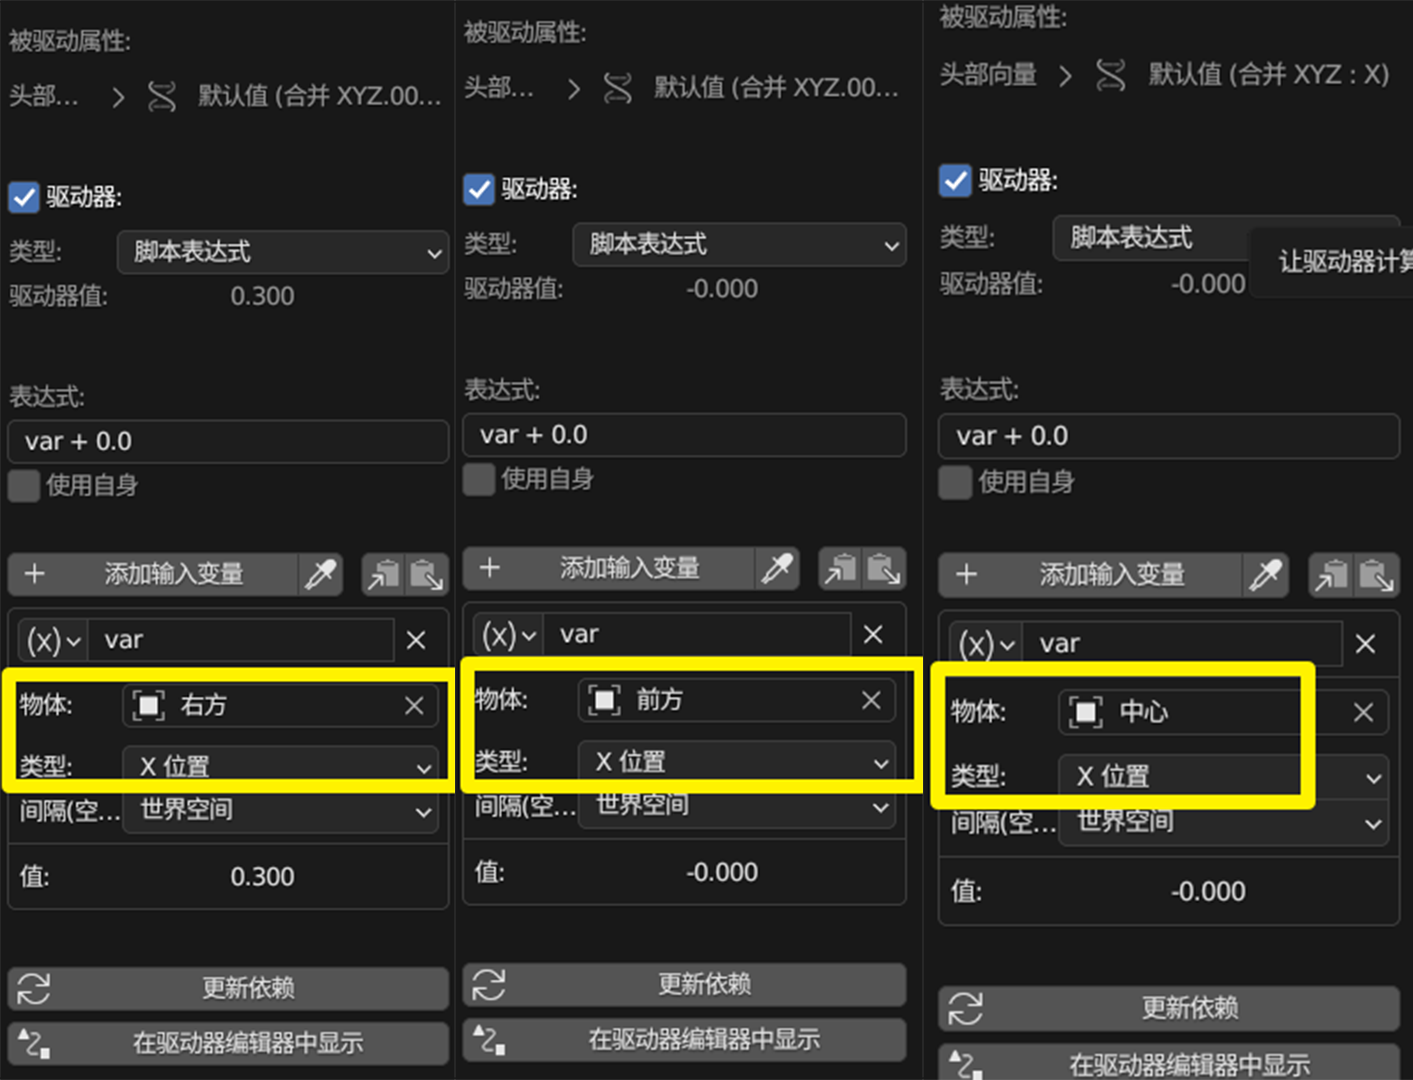 被驱动属性:
头部... > 默认值 (合并 XYZ.00...
驱动器:
类型: 脚本表达式
驱动器值: 0.300
表达式:
var + 0.0
使用自身
+ 添加输入变量
(x) var
物体: 右方
类型: X 位置
间隔(空... 世界空间
值: 0.300
更新依赖
在驱动器编辑器中显示
被驱动属性:
头部... > 默认值 (合并 XYZ.00...
驱动器:
类型: 脚本表达式
驱动器值: -0.000
表达式:
var + 0.0
使用自身
+ 添加输入变量
(x) var
物体: 前方
类型: X 位置
间隔(空... 世界空间
值: -0.000
更新依赖
在驱动器编辑器中显示
被驱动属性:
头部向量 > 默认值 (合并 XYZ : X)
驱动器:
类型: 脚本表达式
让驱动器计算
驱动器值: -0.000
表达式:
var + 0.0
使用自身
+ 添加输入变量
(x) var
物体: 中心
类型: X 位置
间隔(空... 世界空间
值: -0.000
更新依赖
在驱动器编辑器中显示